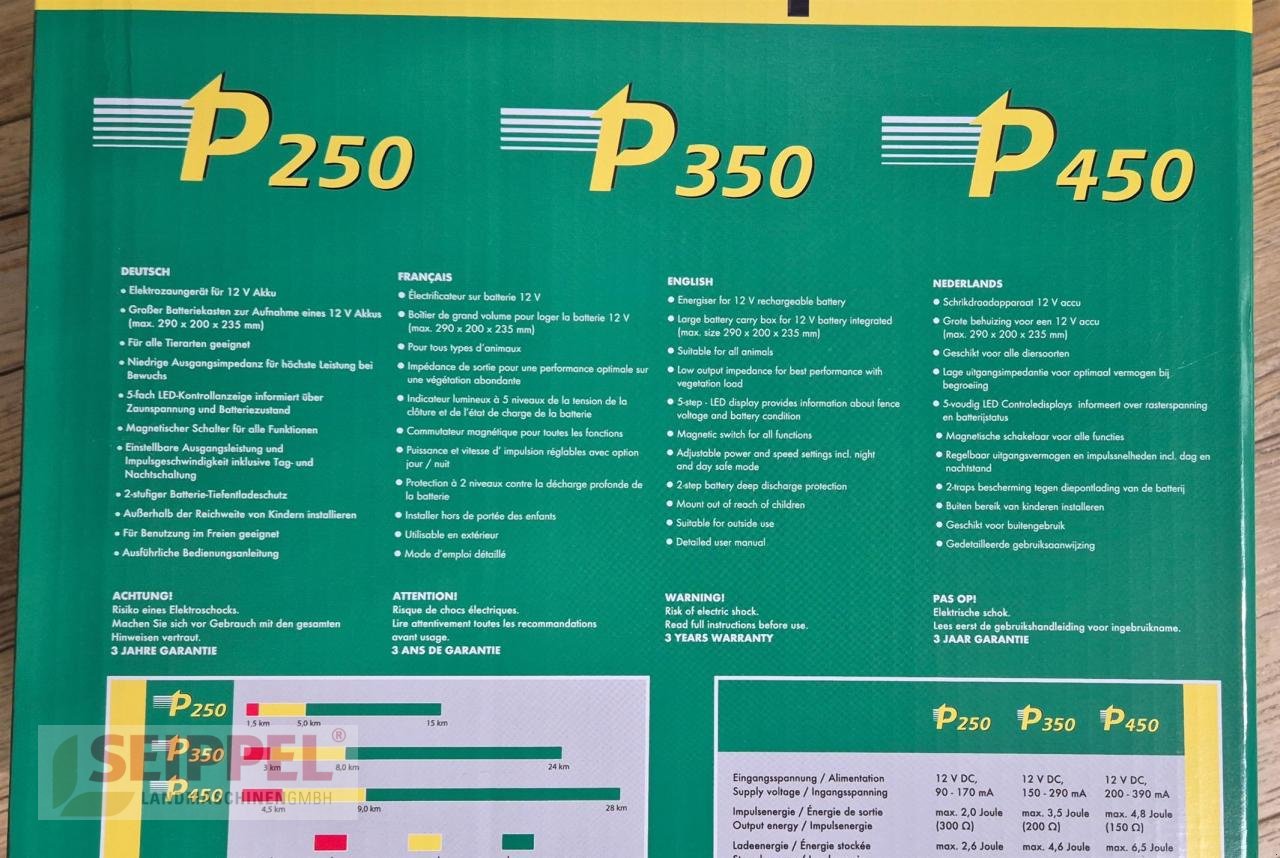 P250
P350
P450
DEUTSCH
• Elektrozaungerät für 12 V Akku
• Großer Batteriekasten zur Aufnahme eines 12 V Akkus
(max. 290 x 200 x 235 mm)
• Für alle Tierarten geeignet
• Niedrige Ausgangsimpedanz für höchste Leistung bei
Bewuchs
• 5-fach LED-Kontrollanzeige informiert über
Zaunspannung und Batteriezustand
• Magnetischer Schalter für alle Funktionen
• Einstellbare Ausgangsleistung und
Impulsgeschwindigkeit inklusive Tag- und
Nachtschaltung
• 2-stufiger Batterie-Tiefentladeschutz
• Außerhalb der Reichweite von Kindern installieren
• Für Benutzung im Freien geeignet
• Ausführliche Bedienungsanleitung
ACHTUNG!
Risiko eines Elektroschocks.
Machen Sie sich vor Gebrauch mit den gesamten
Hinweisen vertraut.
3 JAHRE GARANTIE
FRANÇAIS
• Électrificateur sur batterie 12 V
• Boîtier de grand volume pour loger la batterie 12 V
(max. 290 x 200 x 235 mm)
• Pour tous types d'animaux
• Impédance de sortie pour une performance optimale sur
une végétation abondante
• Indicateur lumineux à 5 niveaux de la tension de la
clôture et de l'état de charge de la batterie
• Commutateur magnétique pour toutes les fonctions
• Puissance et vitesse d' impulsion réglables avec option
jour / nuit
• Protection à 2 niveaux contre la décharge profonde de
la batterie
• Installer hors de portée des enfants
• Utilisable en extérieur
• Mode d'emploi détaillé
ATTENTION!
Risque de chocs électriques.
Lire attentivement toutes les recommandations
avant usage.
3 ANS DE GARANTIE
ENGLISH
• Energiser for 12 V rechargeable battery
• Large battery carry box for 12 V battery integrated
(max. size 290 x 200 x 235 mm)
• Suitable for all animals
• Low output impedance for best performance with
vegetation load
• 5-step - LED display provides information about fence
voltage and battery condition
• Magnetic switch for all functions
• Adjustable power and speed settings incl. night
and day safe mode
• 2-step battery deep discharge protection
• Mount out of reach of children
• Suitable for outside use
• Detailed user manual
WARNING!
Risk of electric shock.
Read full instructions before use.
3 YEARS WARRANTY
NEDERLANDS
• Schrikdraadapparaat 12 V accu
• Grote behuizing voor een 12 V accu
(max. 290 x 200 x 235 mm)
• Geschikt voor alle diersoorten
• Lage uitgangsimpedantie voor optimaal vermogen bij
begroeiing
• 5-voudig LED Controledisplays informeert over rasterspanning
en batterijstatus
• Magnetische schakelaar voor alle functies
• Regelbaar uitgangsvermogen en impulssnelheden incl. dag en
nachtstand
• 2-traps bescherming tegen diepontlading van de batterij
• Buiten bereik van kinderen installeren
• Geschikt voor buitengebruik
• Gedetailleerde gebruiksaanwijzing
PAS OP!
Elektrische schok.
Lees eerst de gebruikshandleiding voor ingebruikname.
3 JAAR GARANTIE
P250
1,5 km 5,0 km 15 km
P350
3 km 8,0 km 24 km
P450
4,5 km 9,0 km 28 km
SEIPPEL®
LANDMASCHINENGMBH
P250 P350 P450
Eingangsspannung / Alimentation 12 V DC, 12 V DC, 12 V DC,
Supply voltage / Ingangsspanning 90 - 170 mA 150 - 290 mA 200 - 390 mA
Impulsenergie / Énergie de sortie max. 2,0 Joule max. 3,5 Joule max. 4,8 Joule
Output energy / Impulsenergie (300 Ω) (200 Ω) (150 Ω)
Ladeenergie / Énergie stockée max. 2,6 Joule max. 4,6 Joule max. 6,5 Joule